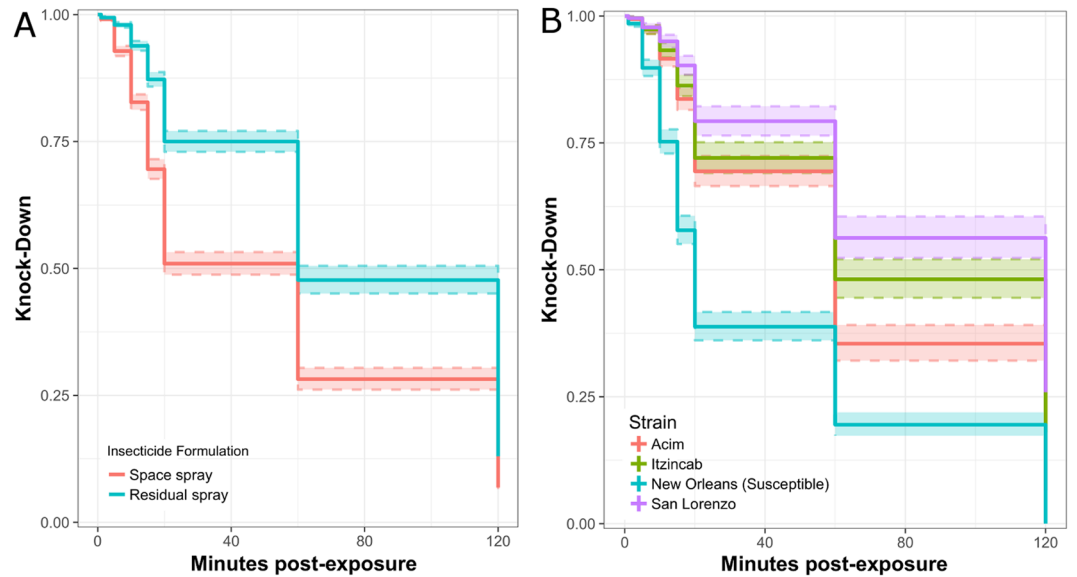 A
1.00
0.75
0.50
0.25
0.00
Knock-Down
Insecticide Formulation
Space spray
Residual spray
0
40
80
120
Minutes post-exposure
B
1.00
0.75
0.50
0.25
0.00
Knock-Down
Strain
Acim
Itzincab
New Orleans (Susceptible)
San Lorenzo
0
40
80
120
Minutes post-exposure